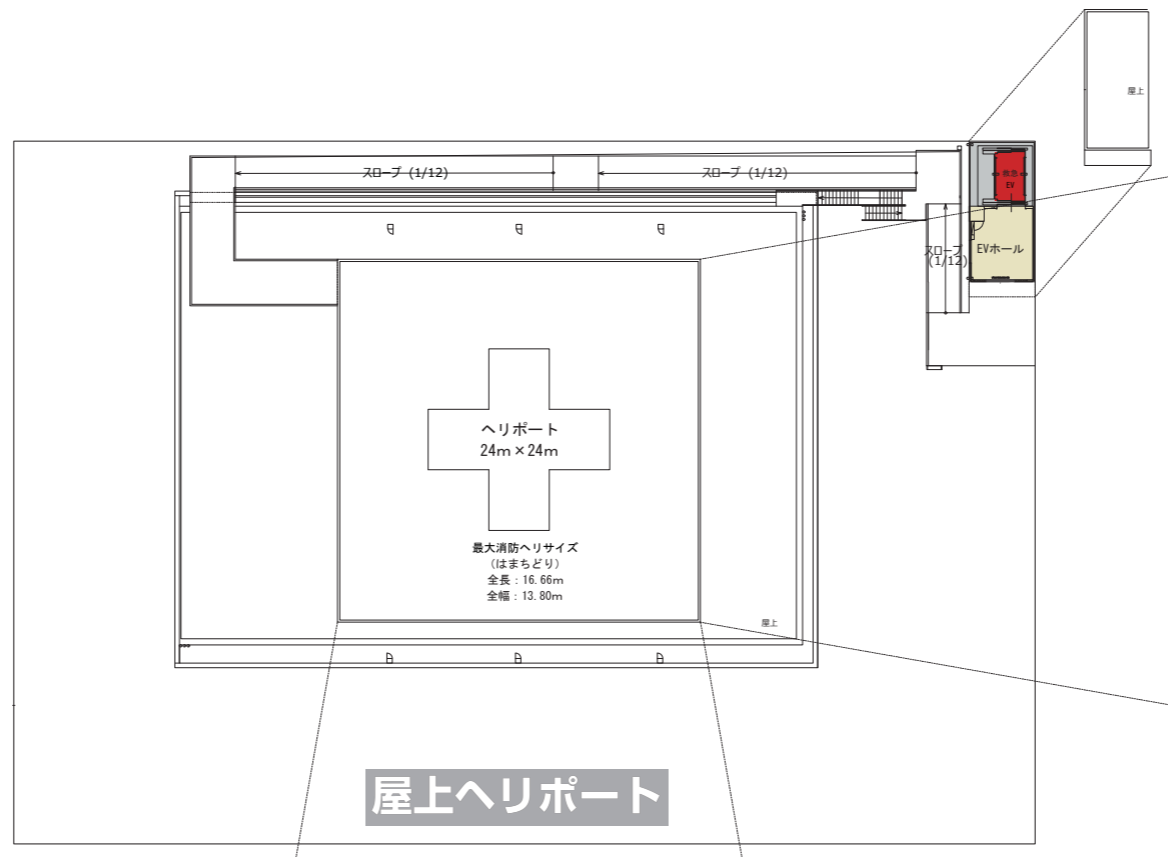 屋上
スロープ (1/12)
スロープ (1/12)
救急
EV
EVホール
スロープ
(1/12)
ヘリポート
24m×24m
最大消防ヘリサイズ
(はまちどり)
全長：16.66m
全幅：13.80m
屋上
屋上ヘリポート